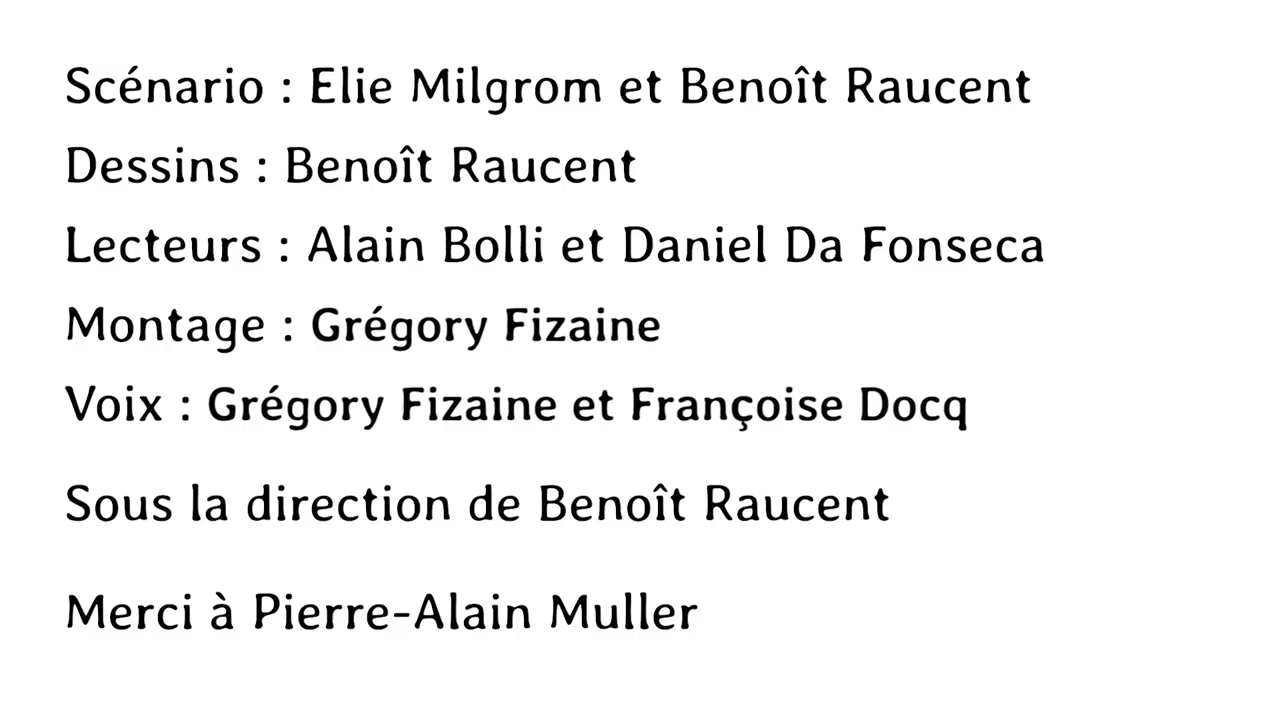 Scénario : Elie Milgrom et Benoît Raucent
Dessins : Benoît Raucent
Lecteurs : Alain Bolli et Daniel Da Fonseca
Montage : Grégory Fizaine
Voix : Grégory Fizaine et Françoise Docq
Sous la direction de Benoît Raucent
Merci à Pierre-Alain Muller